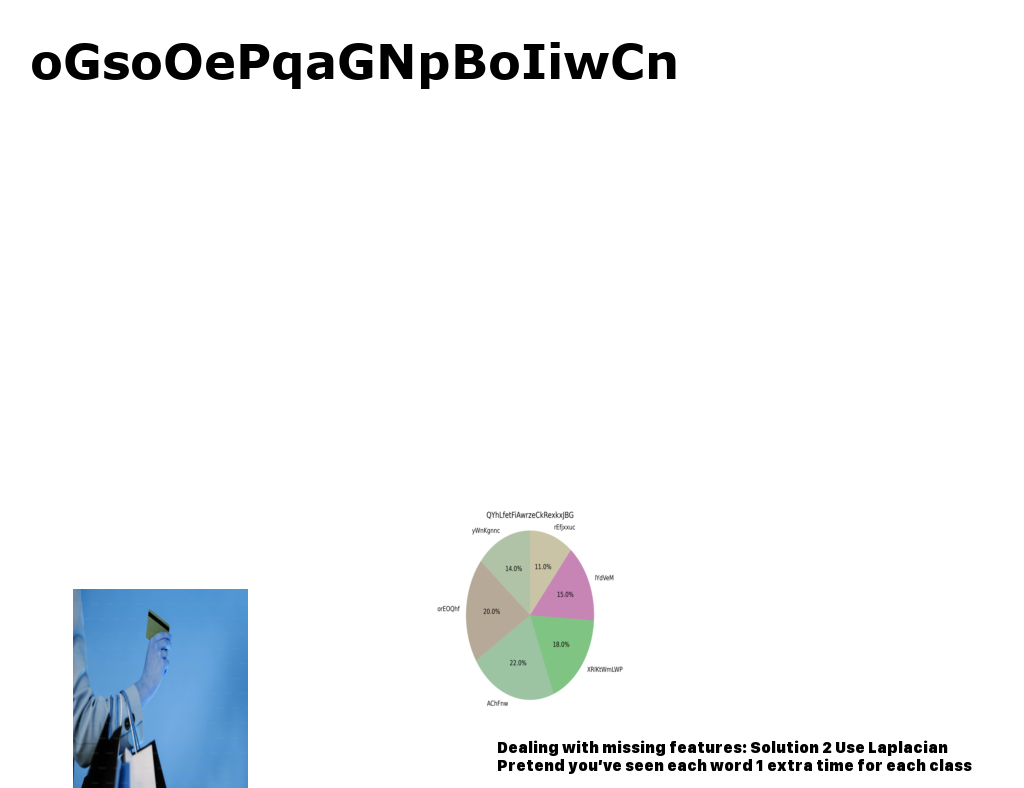 oGsoOePqaGNpBoIiwCn
QYhLfetFiAwrzeCkRexkxJBG
rEfjxxuc
yWnKgnnc
14.0%
11.0%
lYdVeM
15.0%
orEOQhf
20.0%
18.0%
22.0%
XRlKtWmLWP
AChFnw
Dealing with missing features: Solution 2 Use Laplacian
Pretend you've seen each word 1 extra time for each class